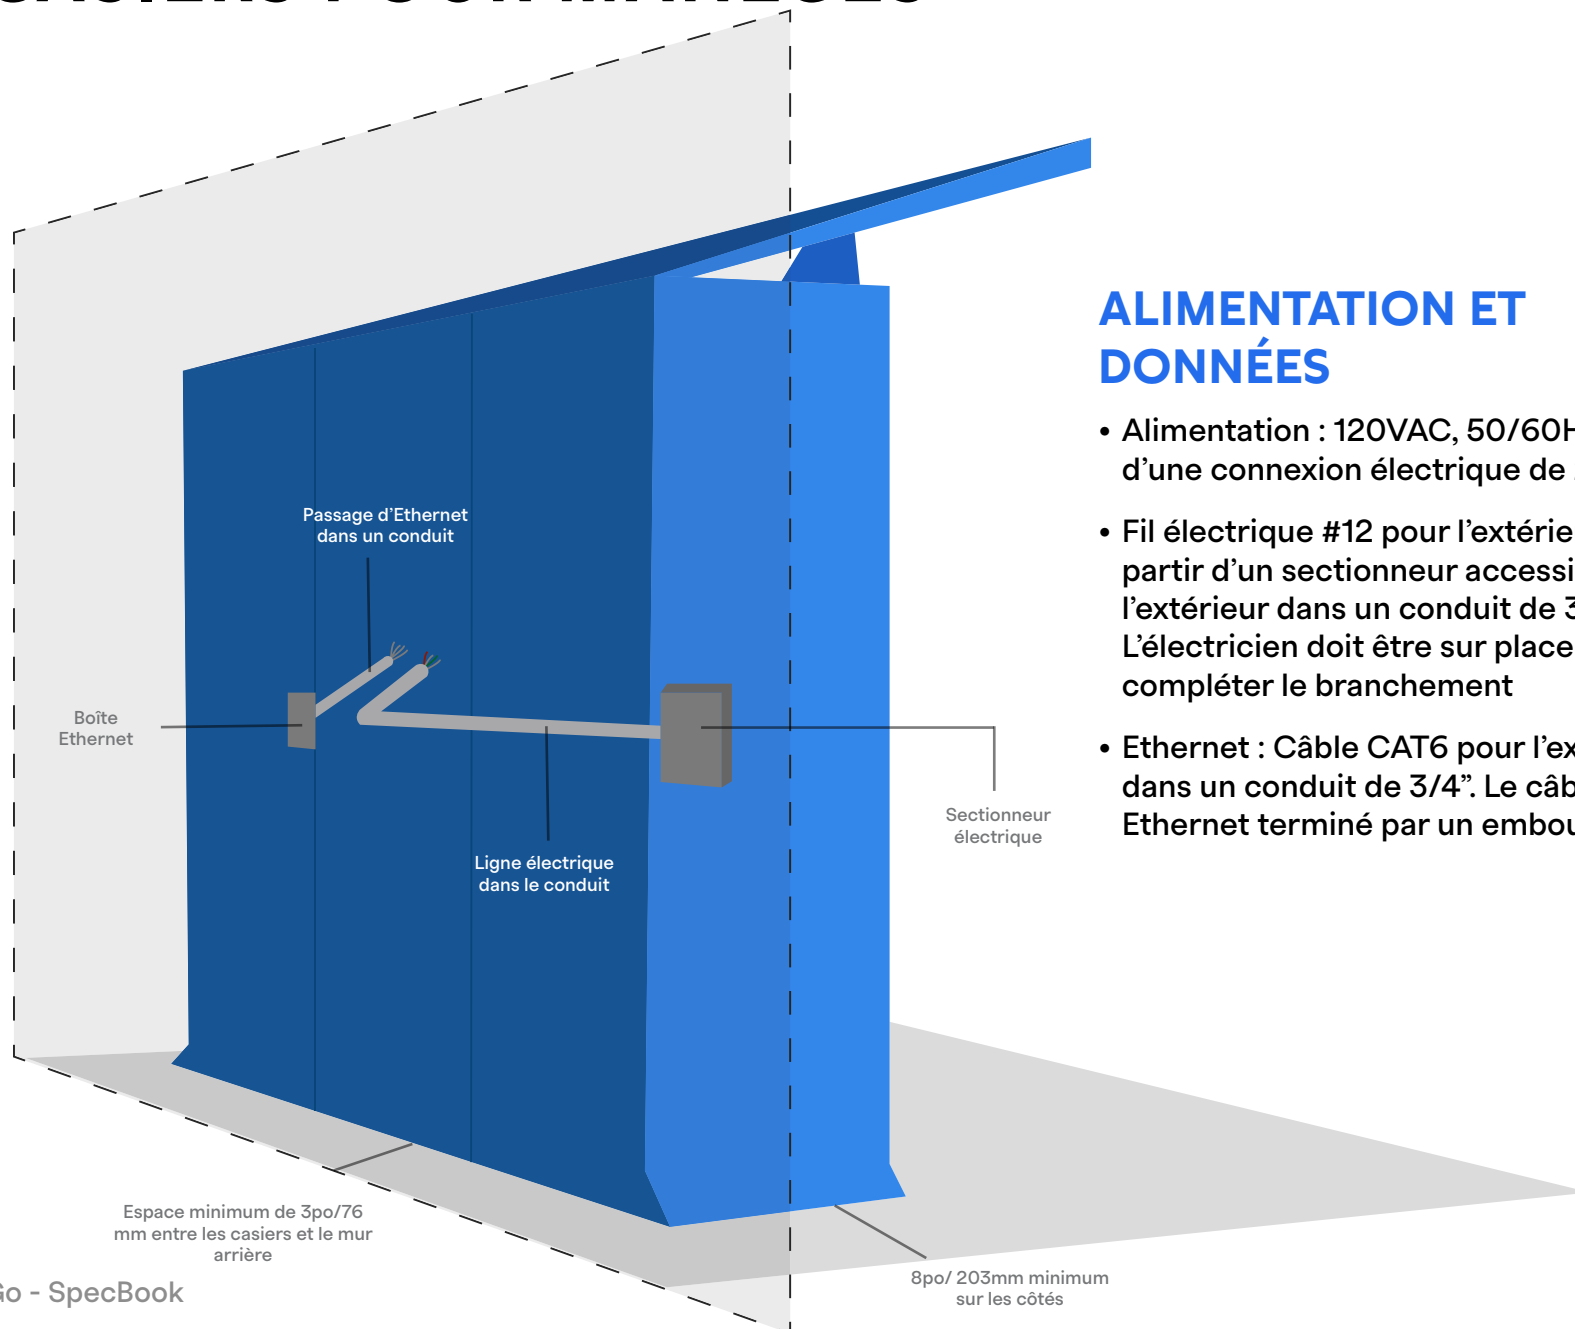 ALIMENTATION ET
DONNÉES
• Alimentation : 120VAC, 50/60H
d’une connexion électrique de
• Fil électrique #12 pour l’extérie
partir d’un sectionneur accessi
l’extérieur dans un conduit de 3
L’électricien doit être sur place
compléter le branchement
• Ethernet : Câble CAT6 pour l’ex
dans un conduit de 3/4”. Le câb
Ethernet terminé par un embou
Passage d’Ethernet
dans un conduit
Boîte
Ethernet
Ligne électrique
dans le conduit
Sectionneur
électrique
Espace minimum de 3po/76
mm entre les casiers et le mur
arrière
8po/ 203mm minimum
sur les côtés
Go - SpecBook